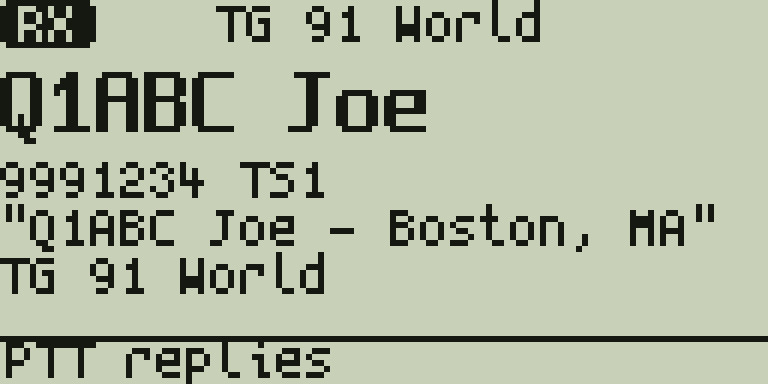 RX TG 91 World
Q1ABC Joe
9991234 TS1
"Q1ABC Joe - Boston, MA"
TG 91 World
PTT replies